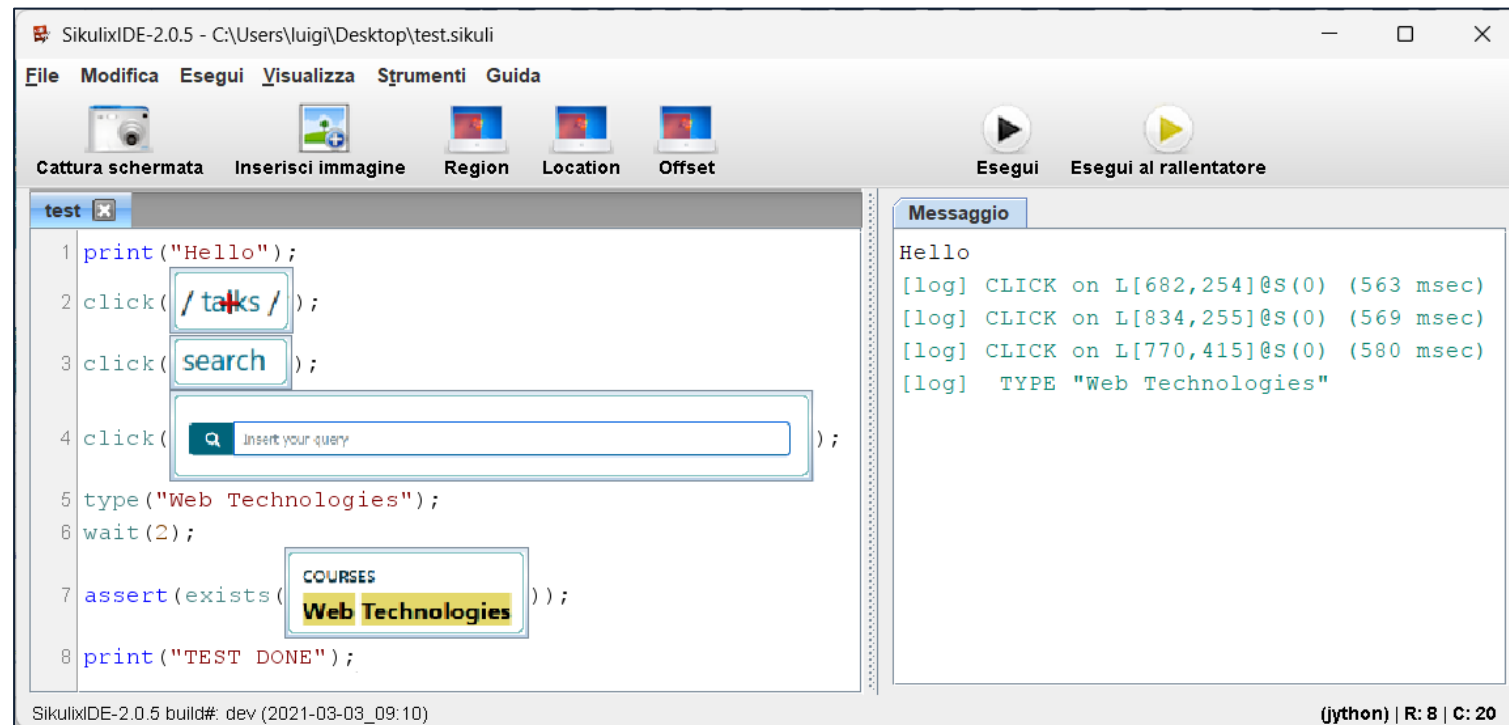 SikulixIDE-2.0.5 - C:\Users\luigi\Desktop\test.sikuli
File Modifica Esegui Visualizza Strumenti Guida
Cattura schermata Inserisci immagine Region Location Offset Esegui Esegui al rallentatore
test
1 print("Hello");
2 click( / talks / );
3 click( search );
4 click( Insert your query );
5 type("Web Technologies");
6 wait(2);
7 assert(exists( COURSES
Web Technologies ));
8 print("TEST DONE");
Messaggio
Hello
[log] CLICK on L[682,254]@S(0) (563 msec)
[log] CLICK on L[834,255]@S(0) (569 msec)
[log] CLICK on L[770,415]@S(0) (580 msec)
[log] TYPE "Web Technologies"
SikulixIDE-2.0.5 build#: dev (2021-03-03_09:10)
(jython) | R: 8 | C: 20